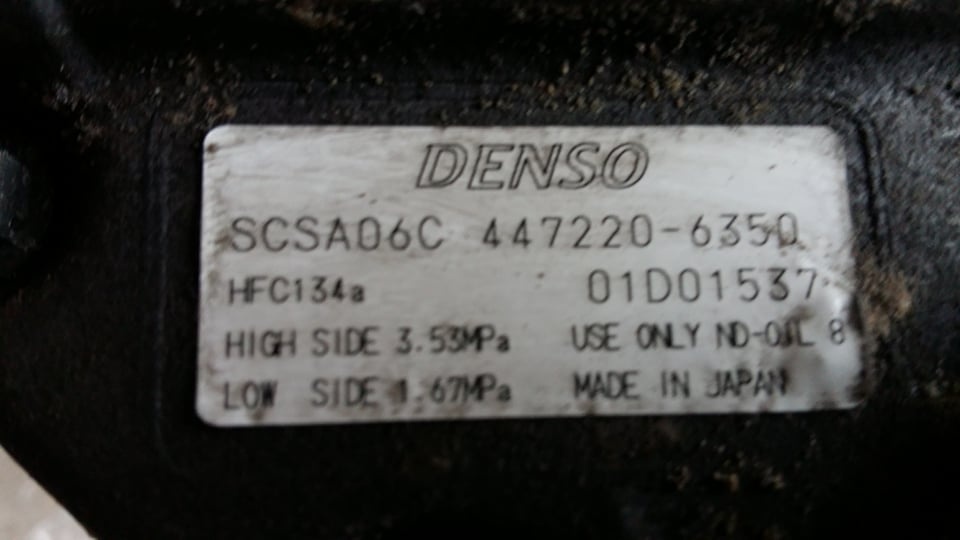 DENSO
SCSA06C 447220-6350
HFC134a 01D01537
HIGH SIDE 3.53MPa USE ONLY ND-OIL 8
LOW SIDE 1.67MPa MADE IN JAPAN